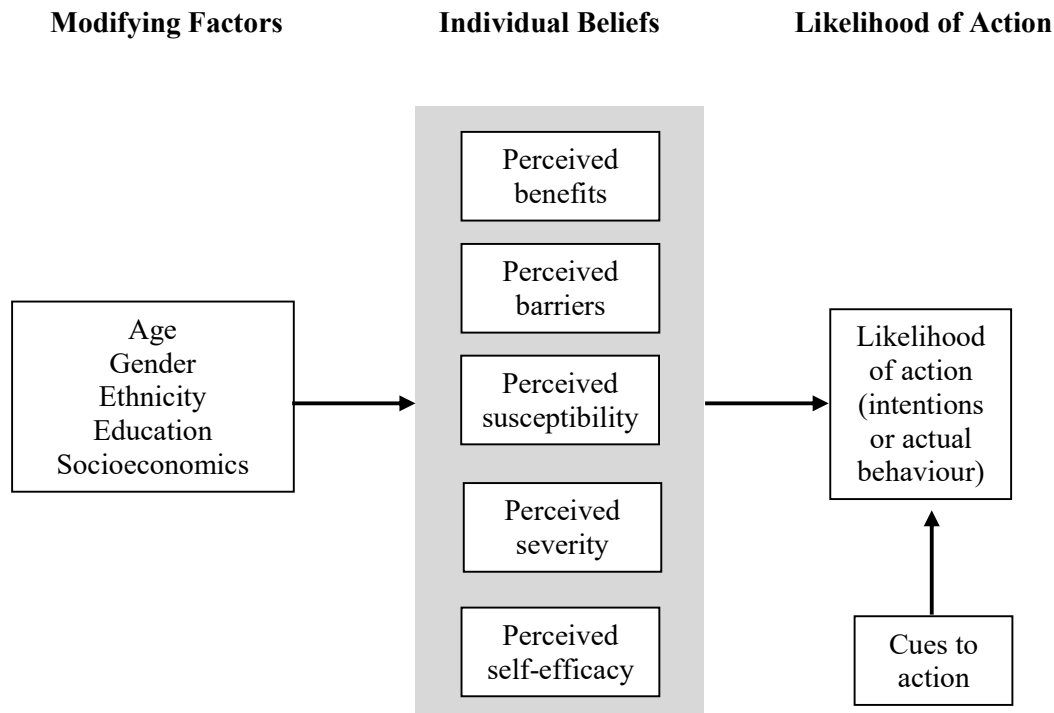 Modifying Factors
Individual Beliefs
Likelihood of Action
Age
Gender
Ethnicity
Education
Socioeconomics
Perceived
benefits
Perceived
barriers
Perceived
susceptibility
Perceived
severity
Perceived
self-efficacy
Likelihood
of action
(intentions
or actual
behaviour)
Cues to
action